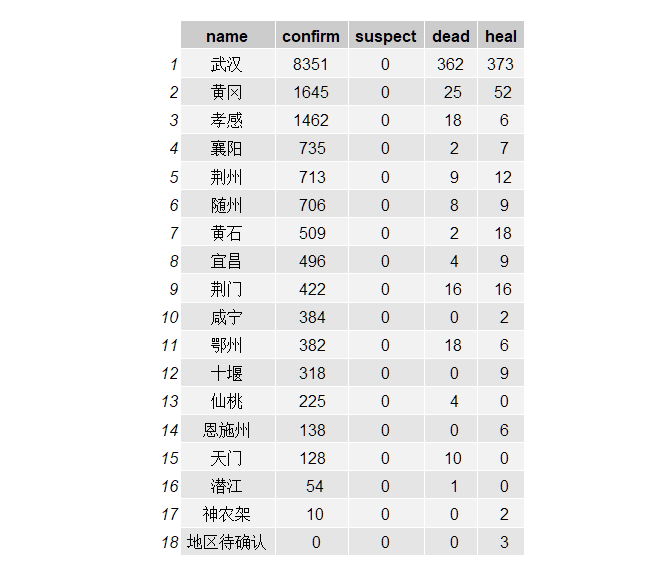 name confirm suspect dead heal
1 武汉 8351 0 362 373
2 黄冈 1645 0 25 52
3 孝感 1462 0 18 6
4 襄阳 735 0 2 7
5 荆州 713 0 9 12
6 随州 706 0 8 9
7 黄石 509 0 2 18
8 宜昌 496 0 4 9
9 荆门 422 0 16 16
10 咸宁 384 0 0 2
11 鄂州 382 0 18 6
12 十堰 318 0 0 9
13 仙桃 225 0 4 0
14 恩施州 138 0 0 6
15 天门 128 0 10 0
16 潜江 54 0 1 0
17 神农架 10 0 0 2
18 地区待确认 0 0 0 3